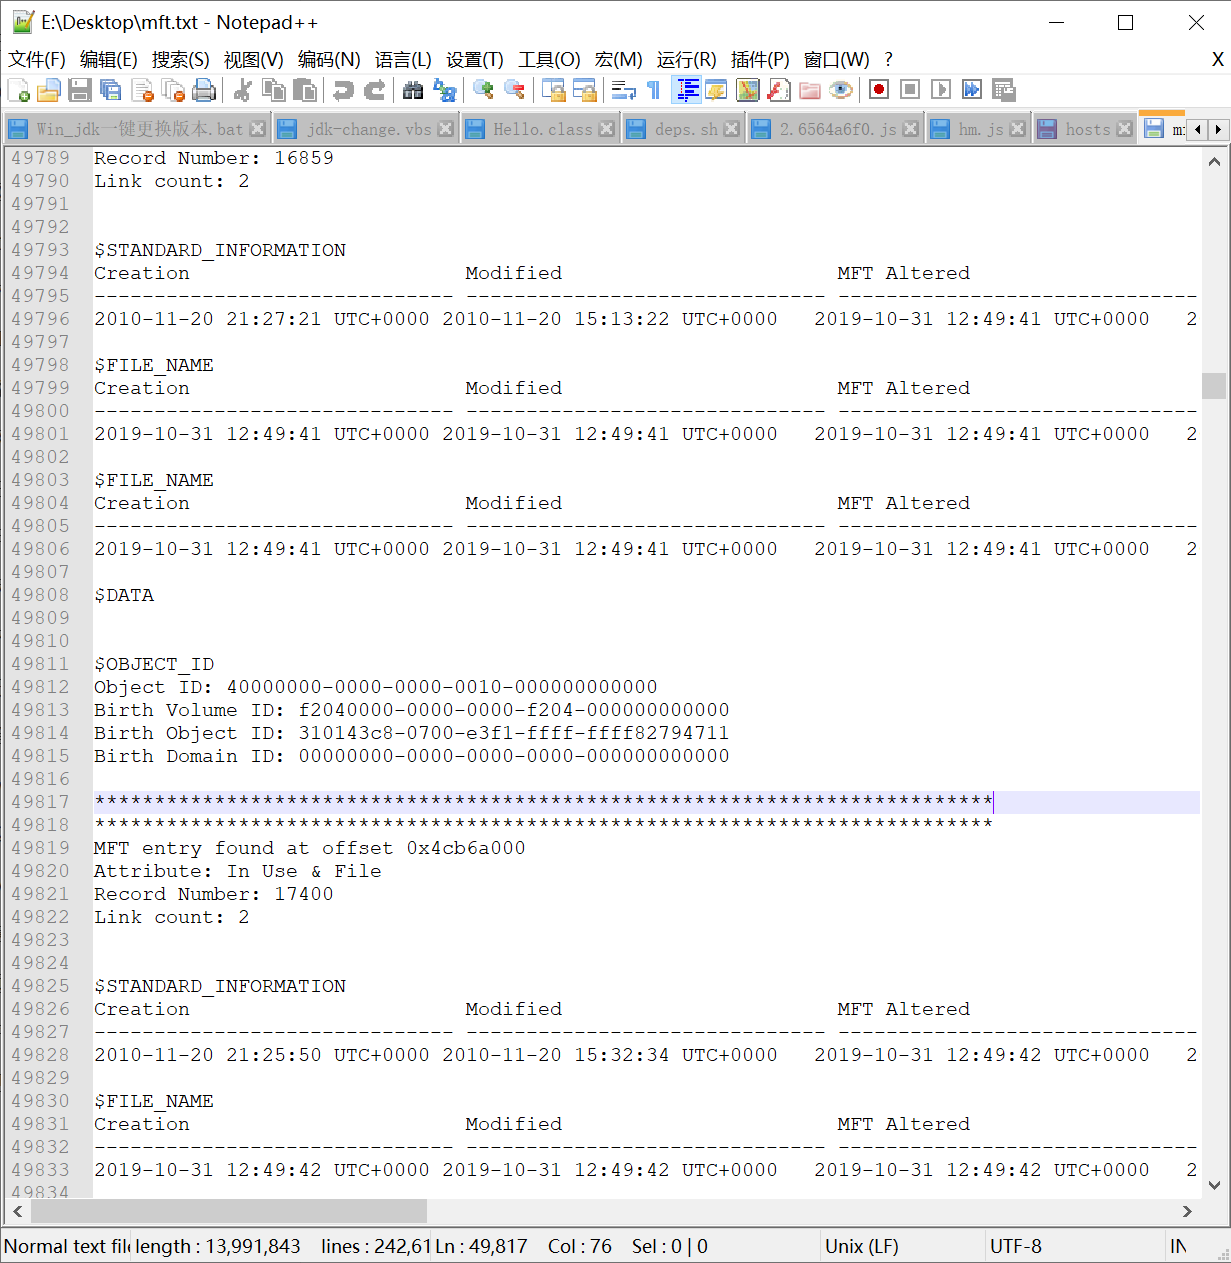 E:\Desktop\mft.txt - Notepad++
文件(F) 编辑(E) 搜索(S) 视图(V) 编码(N) 语言(L) 设置(T) 工具(O) 宏(M) 运行(R) 插件(P) 窗口(W) ? X
Win_jdk一键更换版本.bat jdk-change.vbs Hello.class deps.sh 2.6564a6f0.js hm.js hosts
49789 Record Number: 16859
49790 Link count: 2
49791
49792
49793 $STANDARD_INFORMATION
49794 Creation Modified MFT Altered
49795 ------------------------------ ------------------------------ ------------------------------
49796 2010-11-20 21:27:21 UTC+0000 2010-11-20 15:13:22 UTC+0000 2019-10-31 12:49:41 UTC+0000 2
49797
49798 $FILE_NAME
49799 Creation Modified MFT Altered
49800 ------------------------------ ------------------------------ ------------------------------
49801 2019-10-31 12:49:41 UTC+0000 2019-10-31 12:49:41 UTC+0000 2019-10-31 12:49:41 UTC+0000 2
49802
49803 $FILE_NAME
49804 Creation Modified MFT Altered
49805 ------------------------------ ------------------------------ ------------------------------
49806 2019-10-31 12:49:41 UTC+0000 2019-10-31 12:49:41 UTC+0000 2019-10-31 12:49:41 UTC+0000 2
49807
49808 $DATA
49809
49810
49811 $OBJECT_ID
49812 Object ID: 40000000-0000-0000-0010-000000000000
49813 Birth Volume ID: f2040000-0000-0000-f204-000000000000
49814 Birth Object ID: 310143c8-0700-e3f1-ffff-ffff82794711
49815 Birth Domain ID: 00000000-0000-0000-0000-000000000000
49816
49817 ***************************************************************************
49818 ***************************************************************************
49819 MFT entry found at offset 0x4cb6a000
49820 Attribute: In Use & File
49821 Record Number: 17400
49822 Link count: 2
49823
49824
49825 $STANDARD_INFORMATION
49826 Creation Modified MFT Altered
49827 ------------------------------ ------------------------------ ------------------------------
49828 2010-11-20 21:25:50 UTC+0000 2010-11-20 15:32:34 UTC+0000 2019-10-31 12:49:42 UTC+0000 2
49829
49830 $FILE_NAME
49831 Creation Modified MFT Altered
49832 ------------------------------ ------------------------------ ------------------------------
49833 2019-10-31 12:49:42 UTC+0000 2019-10-31 12:49:42 UTC+0000 2019-10-31 12:49:42 UTC+0000 2
49834
Normal text file length : 13,991,843 lines : 242,61 Ln : 49,817 Col : 76 Sel : 0 | 0 Unix (LF) UTF-8 IN